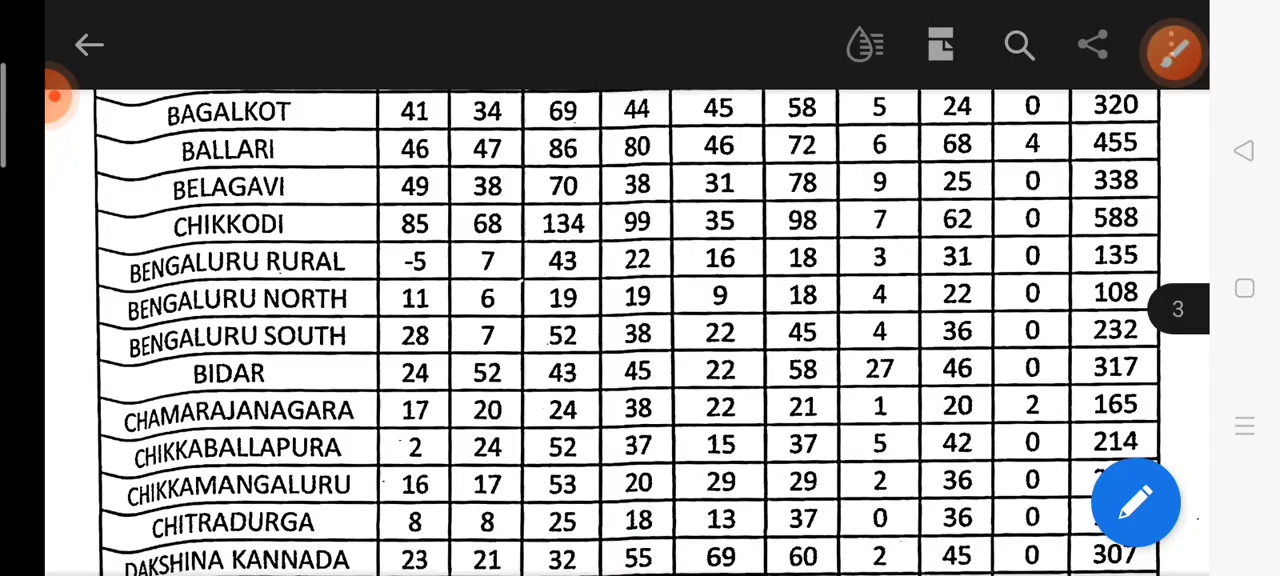 BAGALKOT 41 34 69 44 45 58 5 24 0 320
BALLARI 46 47 86 80 46 72 6 68 4 455
BELAGAVI 49 38 70 38 31 78 9 25 0 338
CHIKKODI 85 68 134 99 35 98 7 62 0 588
BENGALURU RURAL -5 7 43 22 16 18 3 31 0 135
BENGALURU NORTH 11 6 19 19 9 18 4 22 0 108
3
BENGALURU SOUTH 28 7 52 38 22 45 4 36 0 232
BIDAR 24 52 43 45 22 58 27 46 0 317
CHAMARAJANAGARA 17 20 24 38 22 21 1 20 2 165
CHIKKABALLAPURA 2 24 52 37 15 37 5 42 0 214
CHIKKAMANGALURU 16 17 53 20 29 29 2 36 0
CHITRADURGA 8 8 25 18 13 37 0 36 0
DAKSHINA KANNADA 23 21 32 55 69 60 2 45 0 307